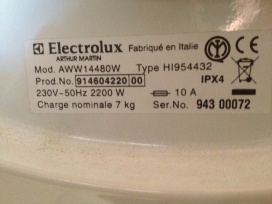 Electrolux Fabriqué en Italie
ARTHUR MARTIN
Mod. AWW14480W Type HI954432
Prod.No. 914604220 00 IPX4
230V~50Hz 2200 W 10 A
Charge nominale 7 kg Ser.No. 943 00072